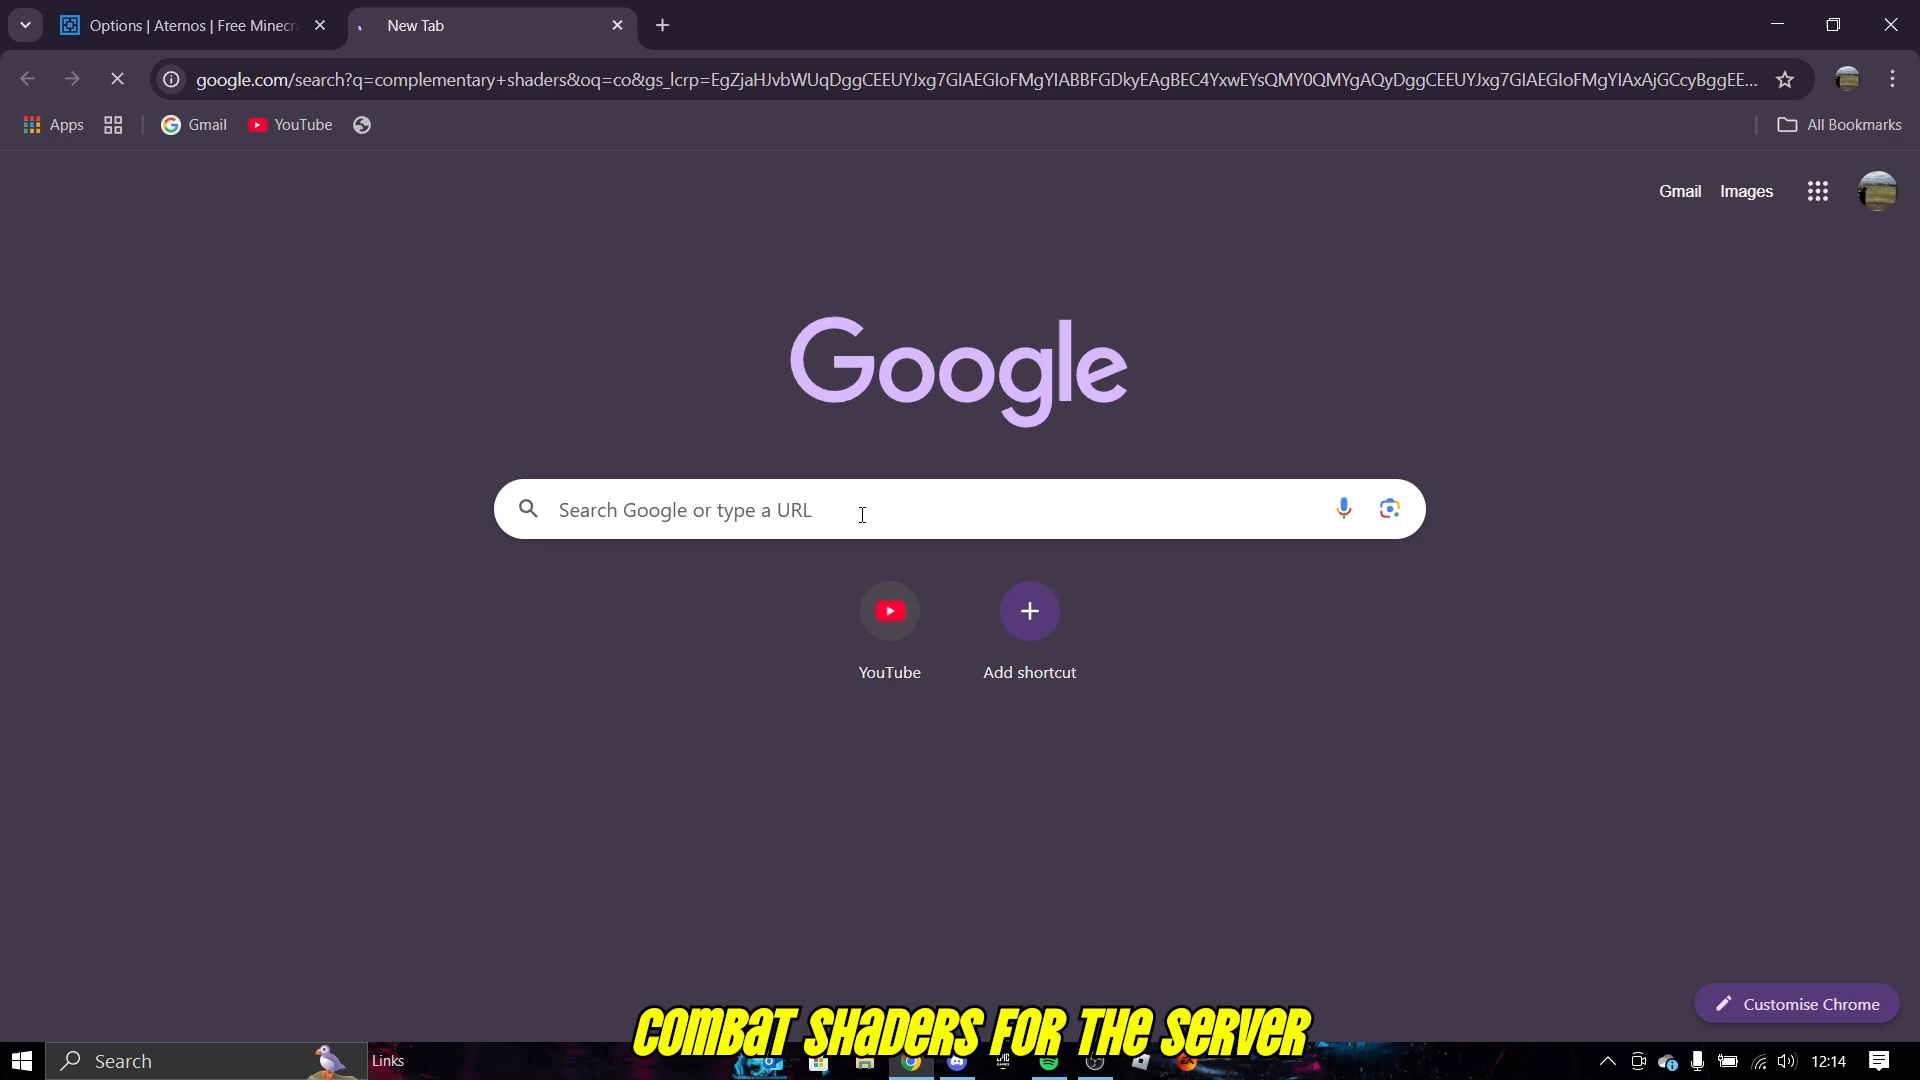 Options | Aternos | Free Minecra
New Tab
google.com/search?q=complementary+shaders&oq=co&gs_lcrp=EgZjaHJvbWUqDggCEEUYJxg7GIAEGIoFMgYIABBFGDkyEAgBEC4YxwEYsQMY0QMYgAQyDggCEEUYJxg7GIAEGIoFMgYIAxAjGCcyBggEE...
Apps
Gmail
YouTube
All Bookmarks
Gmail
Images
Google
Search Google or type a URL
YouTube
Add shortcut
Customise Chrome
COMBAT SHADERS FOR THE SERVER
Search
Links
12:14